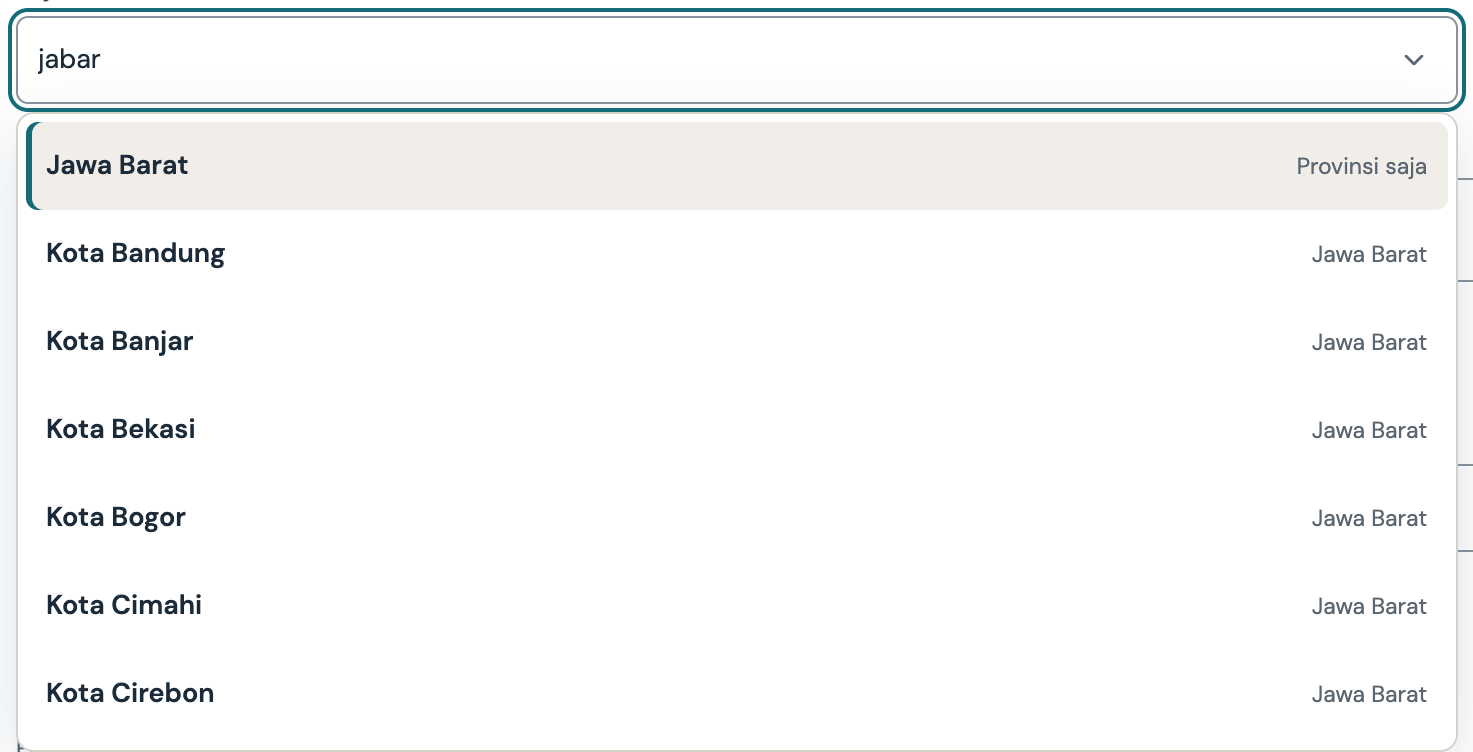 jabar
Jawa Barat Provinsi saja
Kota Bandung Jawa Barat
Kota Banjar Jawa Barat
Kota Bekasi Jawa Barat
Kota Bogor Jawa Barat
Kota Cimahi Jawa Barat
Kota Cirebon Jawa Barat